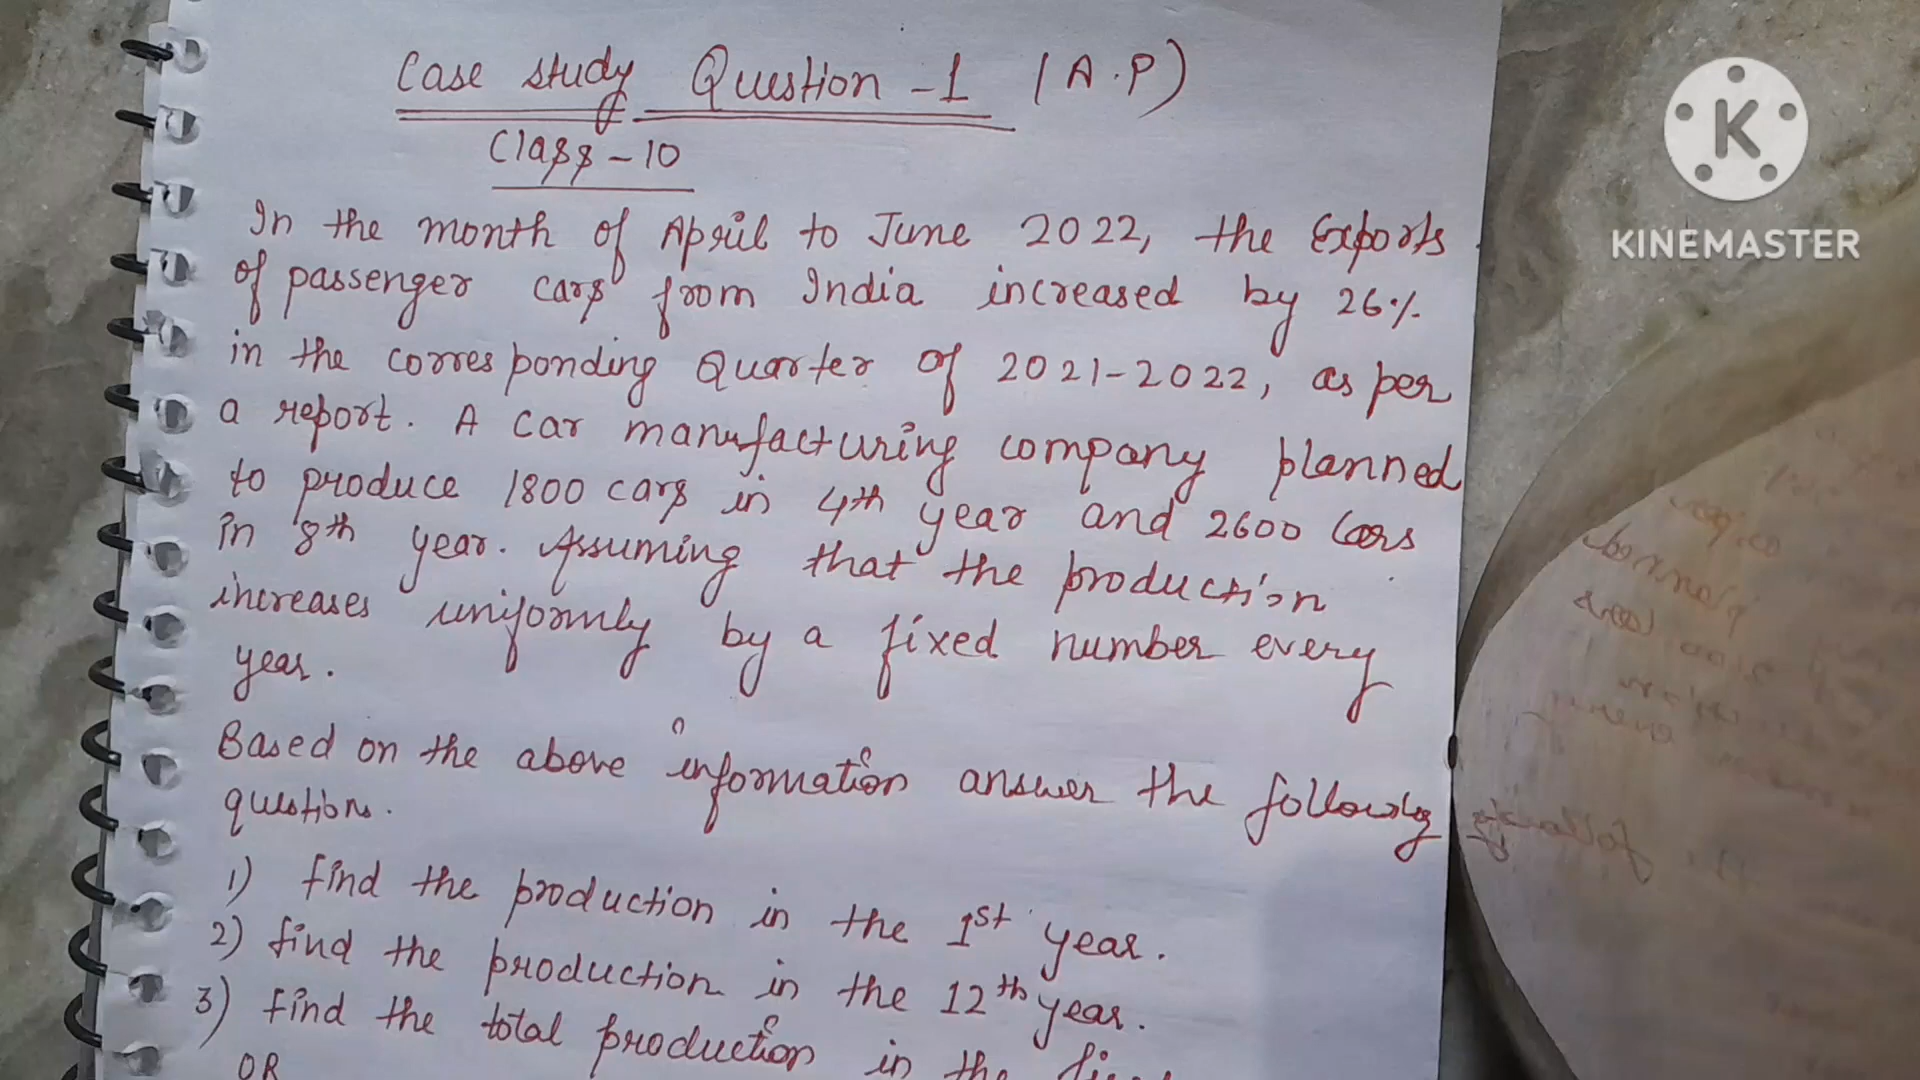 Case study Question -1 (A.P)
Class-10
In the month of April to June 2022, the Exports
of passenger cars from India increased by 26%
in the corresponding Quarter of 2021-2022, as per
a report. A Car manufacturing company planned
to produce 1800 cars in 4th year and 2600 Cars
in 8th year. Assuming that the production
increases uniformly by a fixed number every
year.
Based on the above information answer the following
questions.
1) find the production in the 1st year.
2) find the production in the 12th year.
3) find the total production in the
OR
K
KINEMASTER